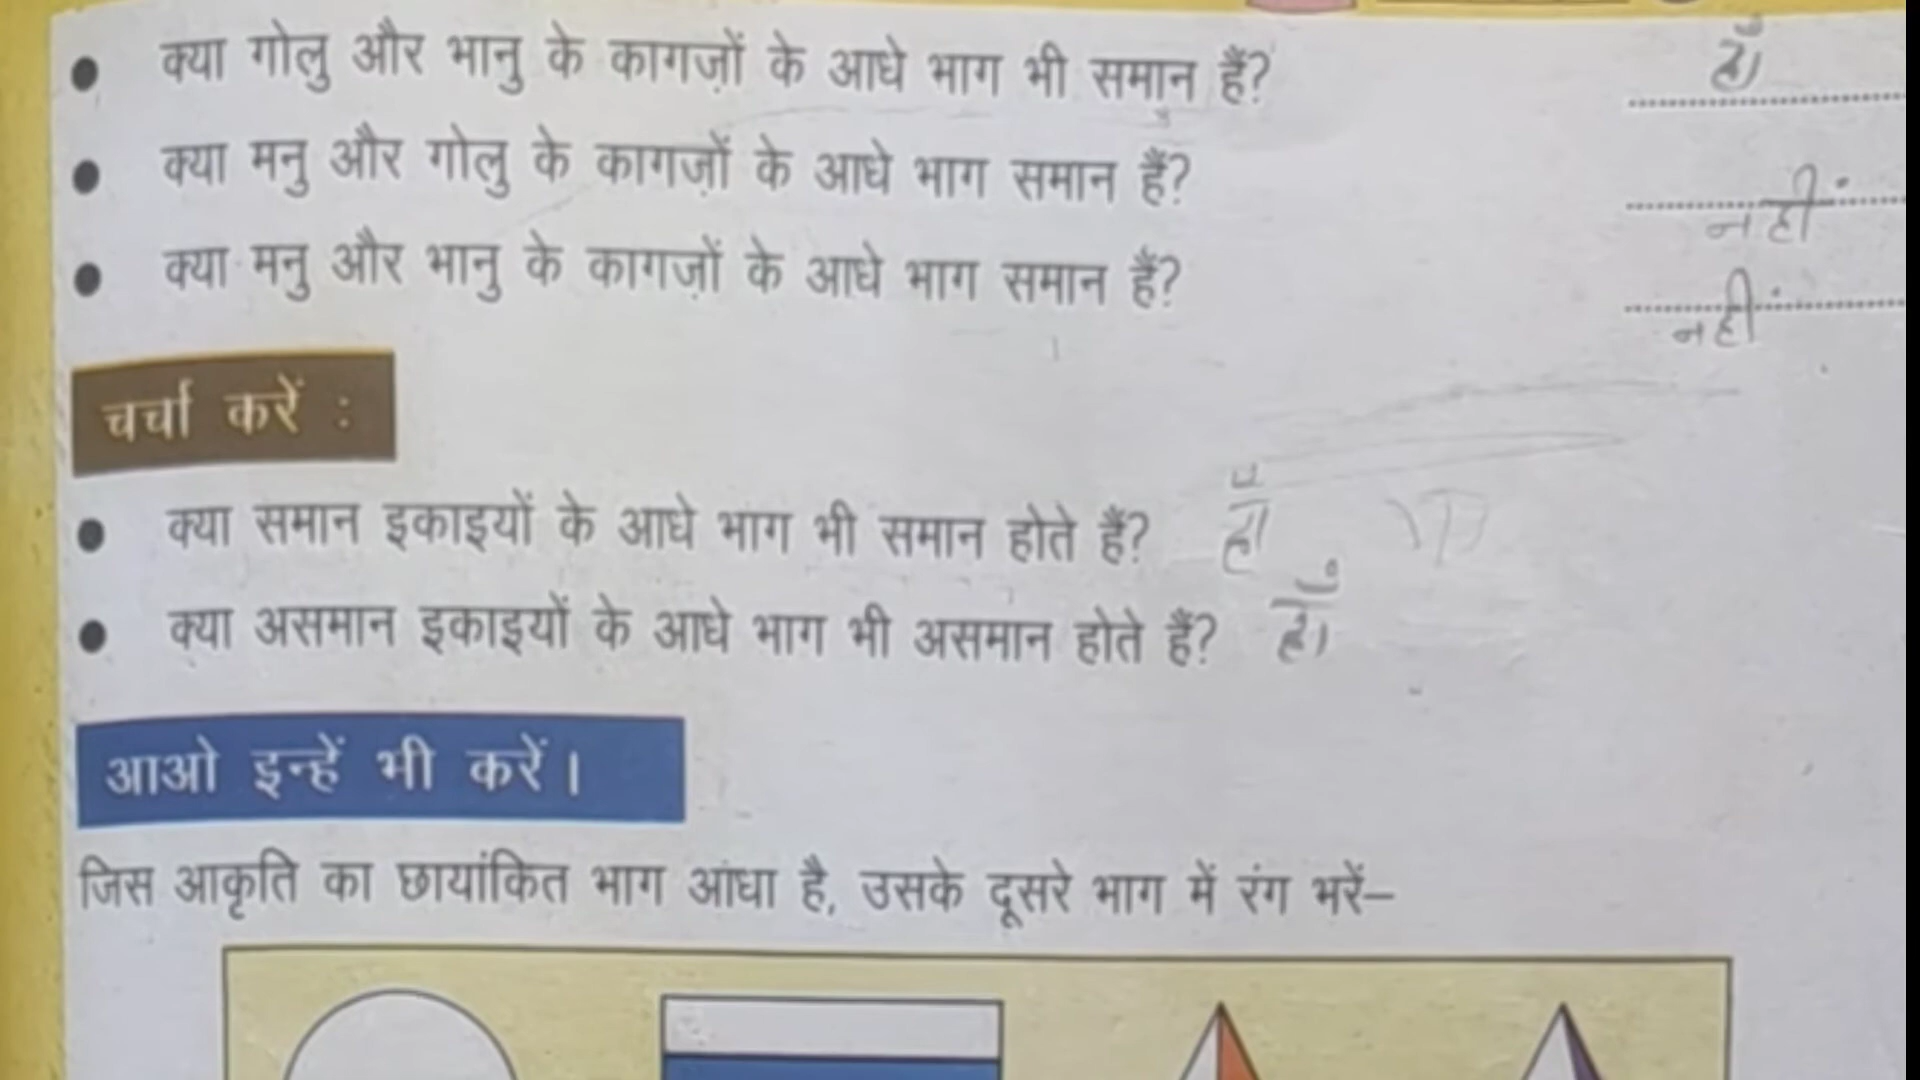 क्या गोलु और भानु के कागज़ों के आधे भाग भी समान हैं? हाँ
क्या मनु और गोलु के कागज़ों के आधे भाग समान हैं? नहीं
क्या मनु और भानु के कागज़ों के आधे भाग समान हैं? नहीं
चर्चा करें :
क्या समान इकाइयों के आधे भाग भी समान होते हैं? हाँ
क्या असमान इकाइयों के आधे भाग भी असमान होते हैं? हाँ
आओ इन्हें भी करें।
जिस आकृति का छायांकित भाग आधा है, उसके दूसरे भाग में रंग भरें–